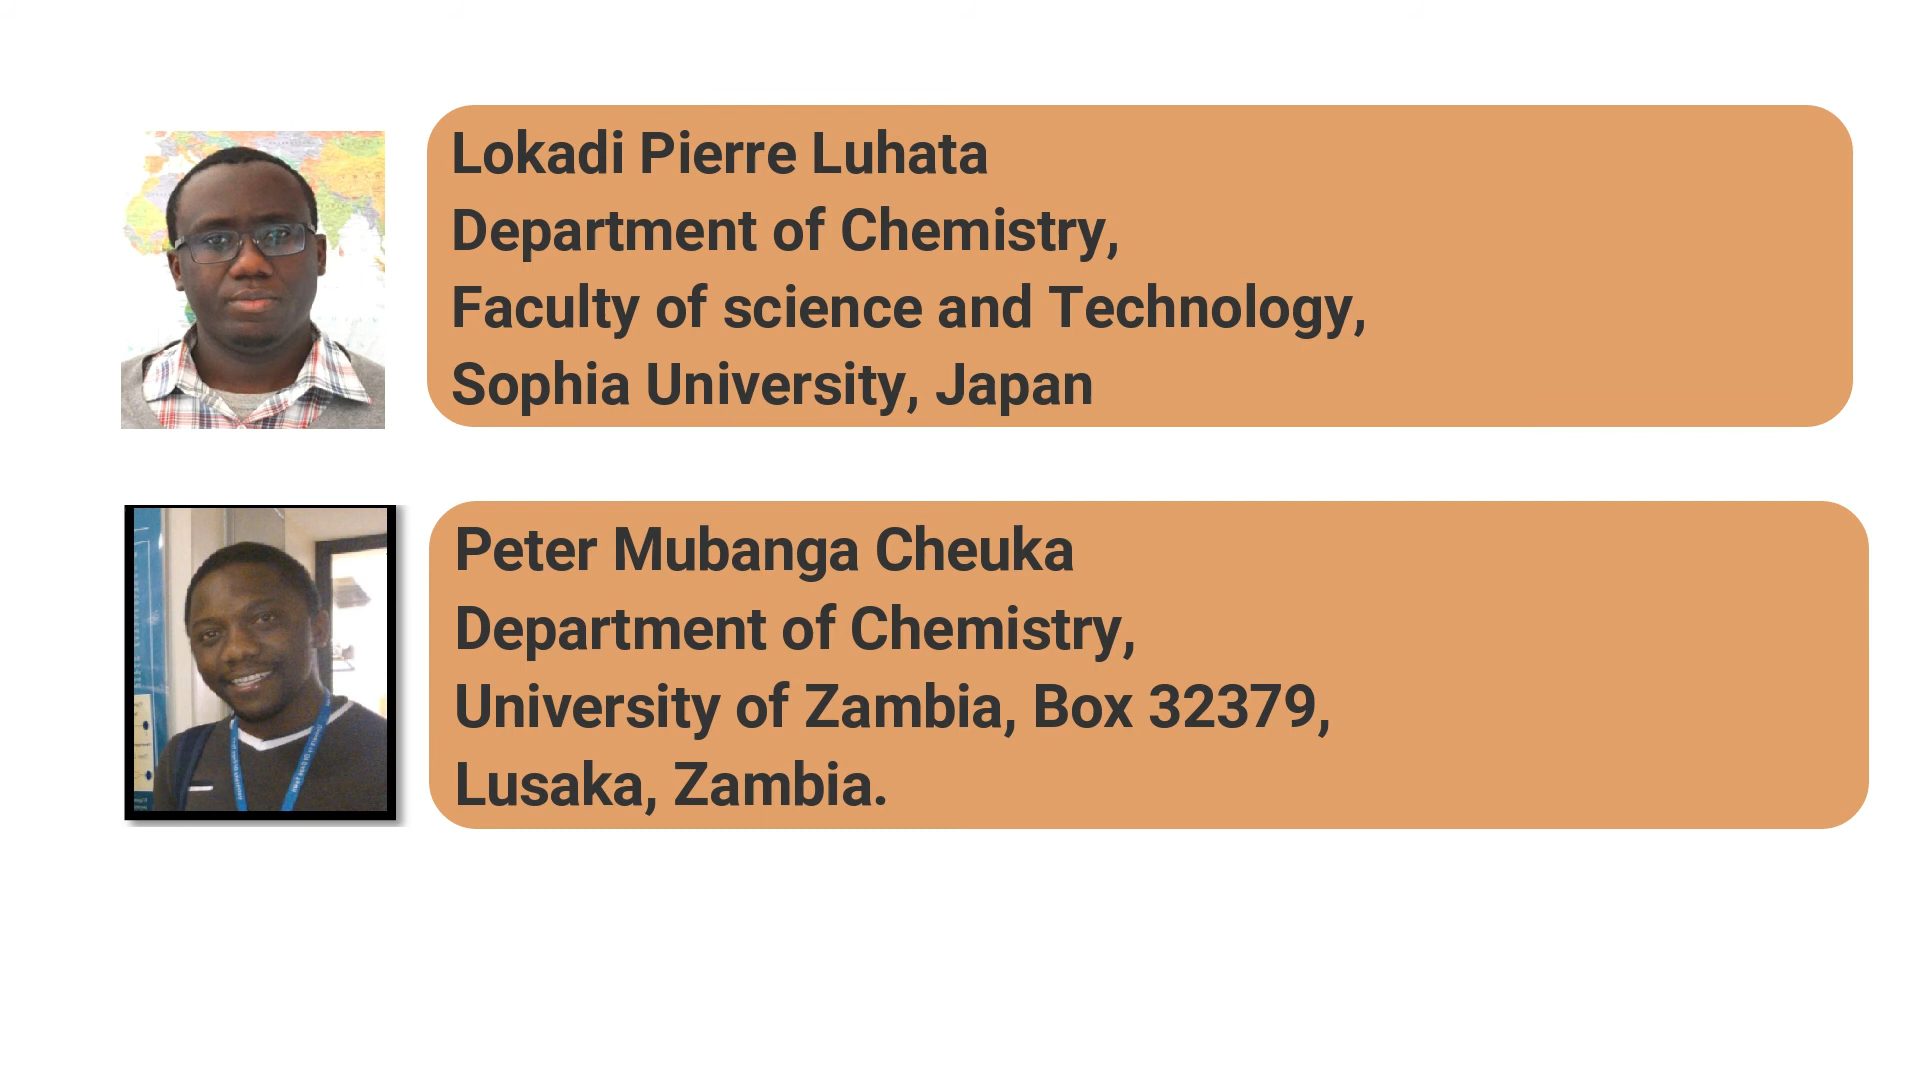 Lokadi Pierre Luhata
Department of Chemistry,
Faculty of science and Technology,
Sophia University, Japan
Peter Mubanga Cheuka
Department of Chemistry,
University of Zambia, Box 32379,
Lusaka, Zambia.